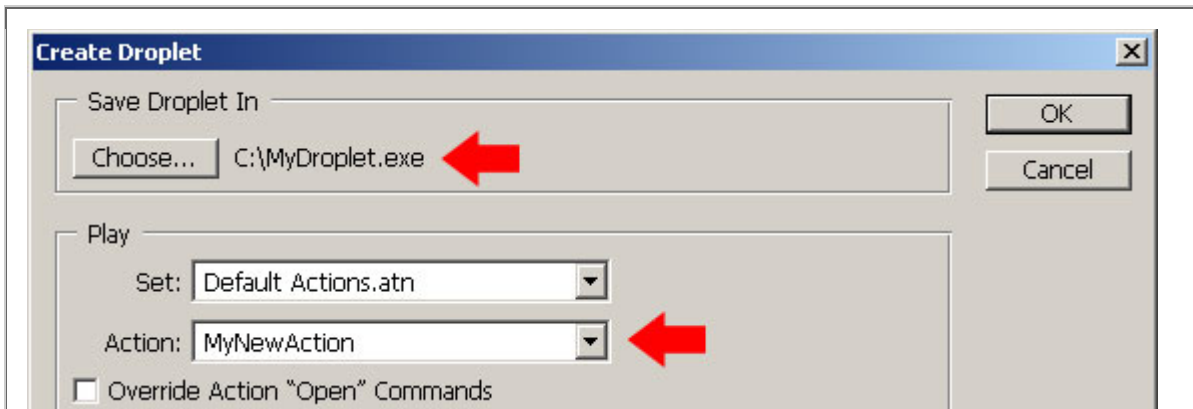 Create Droplet
Save Droplet In
OK
Choose... C:\MyDroplet.exe
Cancel
Play
Set: Default Actions.atn
Action: MyNewAction
Override Action “Open” Commands